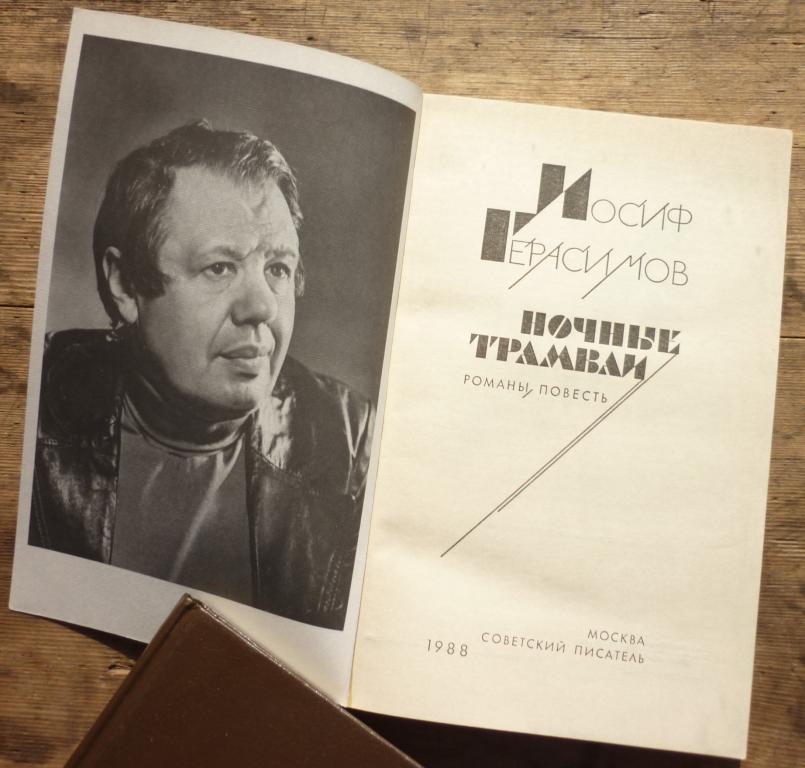 Иосиф
Герасимов
НОЧНЫЕ
ТРАМВАИ
РОМАНЫ, ПОВЕСТЬ
МОСКВА
1988 СОВЕТСКИЙ ПИСАТЕЛЬ